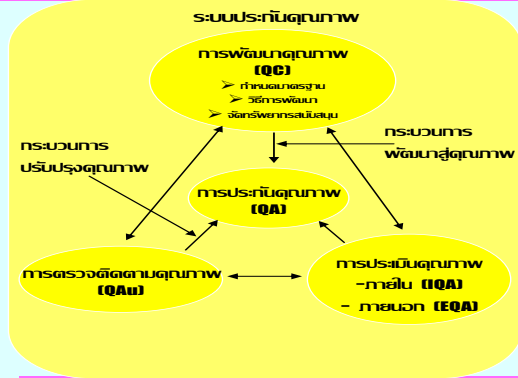 ระบบประกันคุณภาพ
การพัฒนาคุณภาพ
(QC)
➢ กำหนดมาตรฐาน
➢ วิธีการพัฒนา
➢ จัดทรัพยากรสนับสนุน
กระบวนการ
ปรับปรุงคุณภาพ
กระบวนการ
พัฒนาสู่คุณภาพ
การประกันคุณภาพ
(QA)
การตรวจติดตามคุณภาพ
(QAu)
การประเมินคุณภาพ
-ภายใน (IQA)
- ภายนอก (EQA)